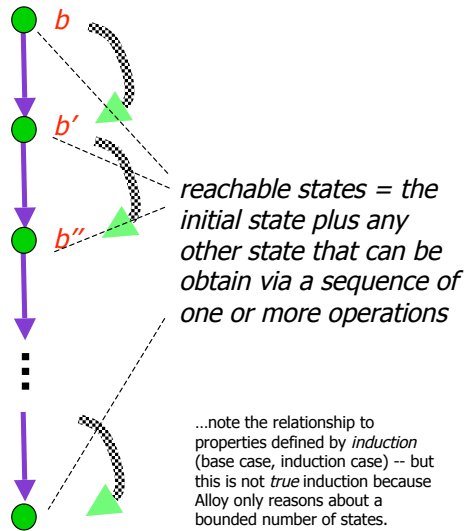 b
b′
b″
reachable states = the
initial state plus any
other state that can be
obtain via a sequence of
one or more operations
...note the relationship to
properties defined by induction
(base case, induction case) -- but
this is not true induction because
Alloy only reasons about a
bounded number of states.